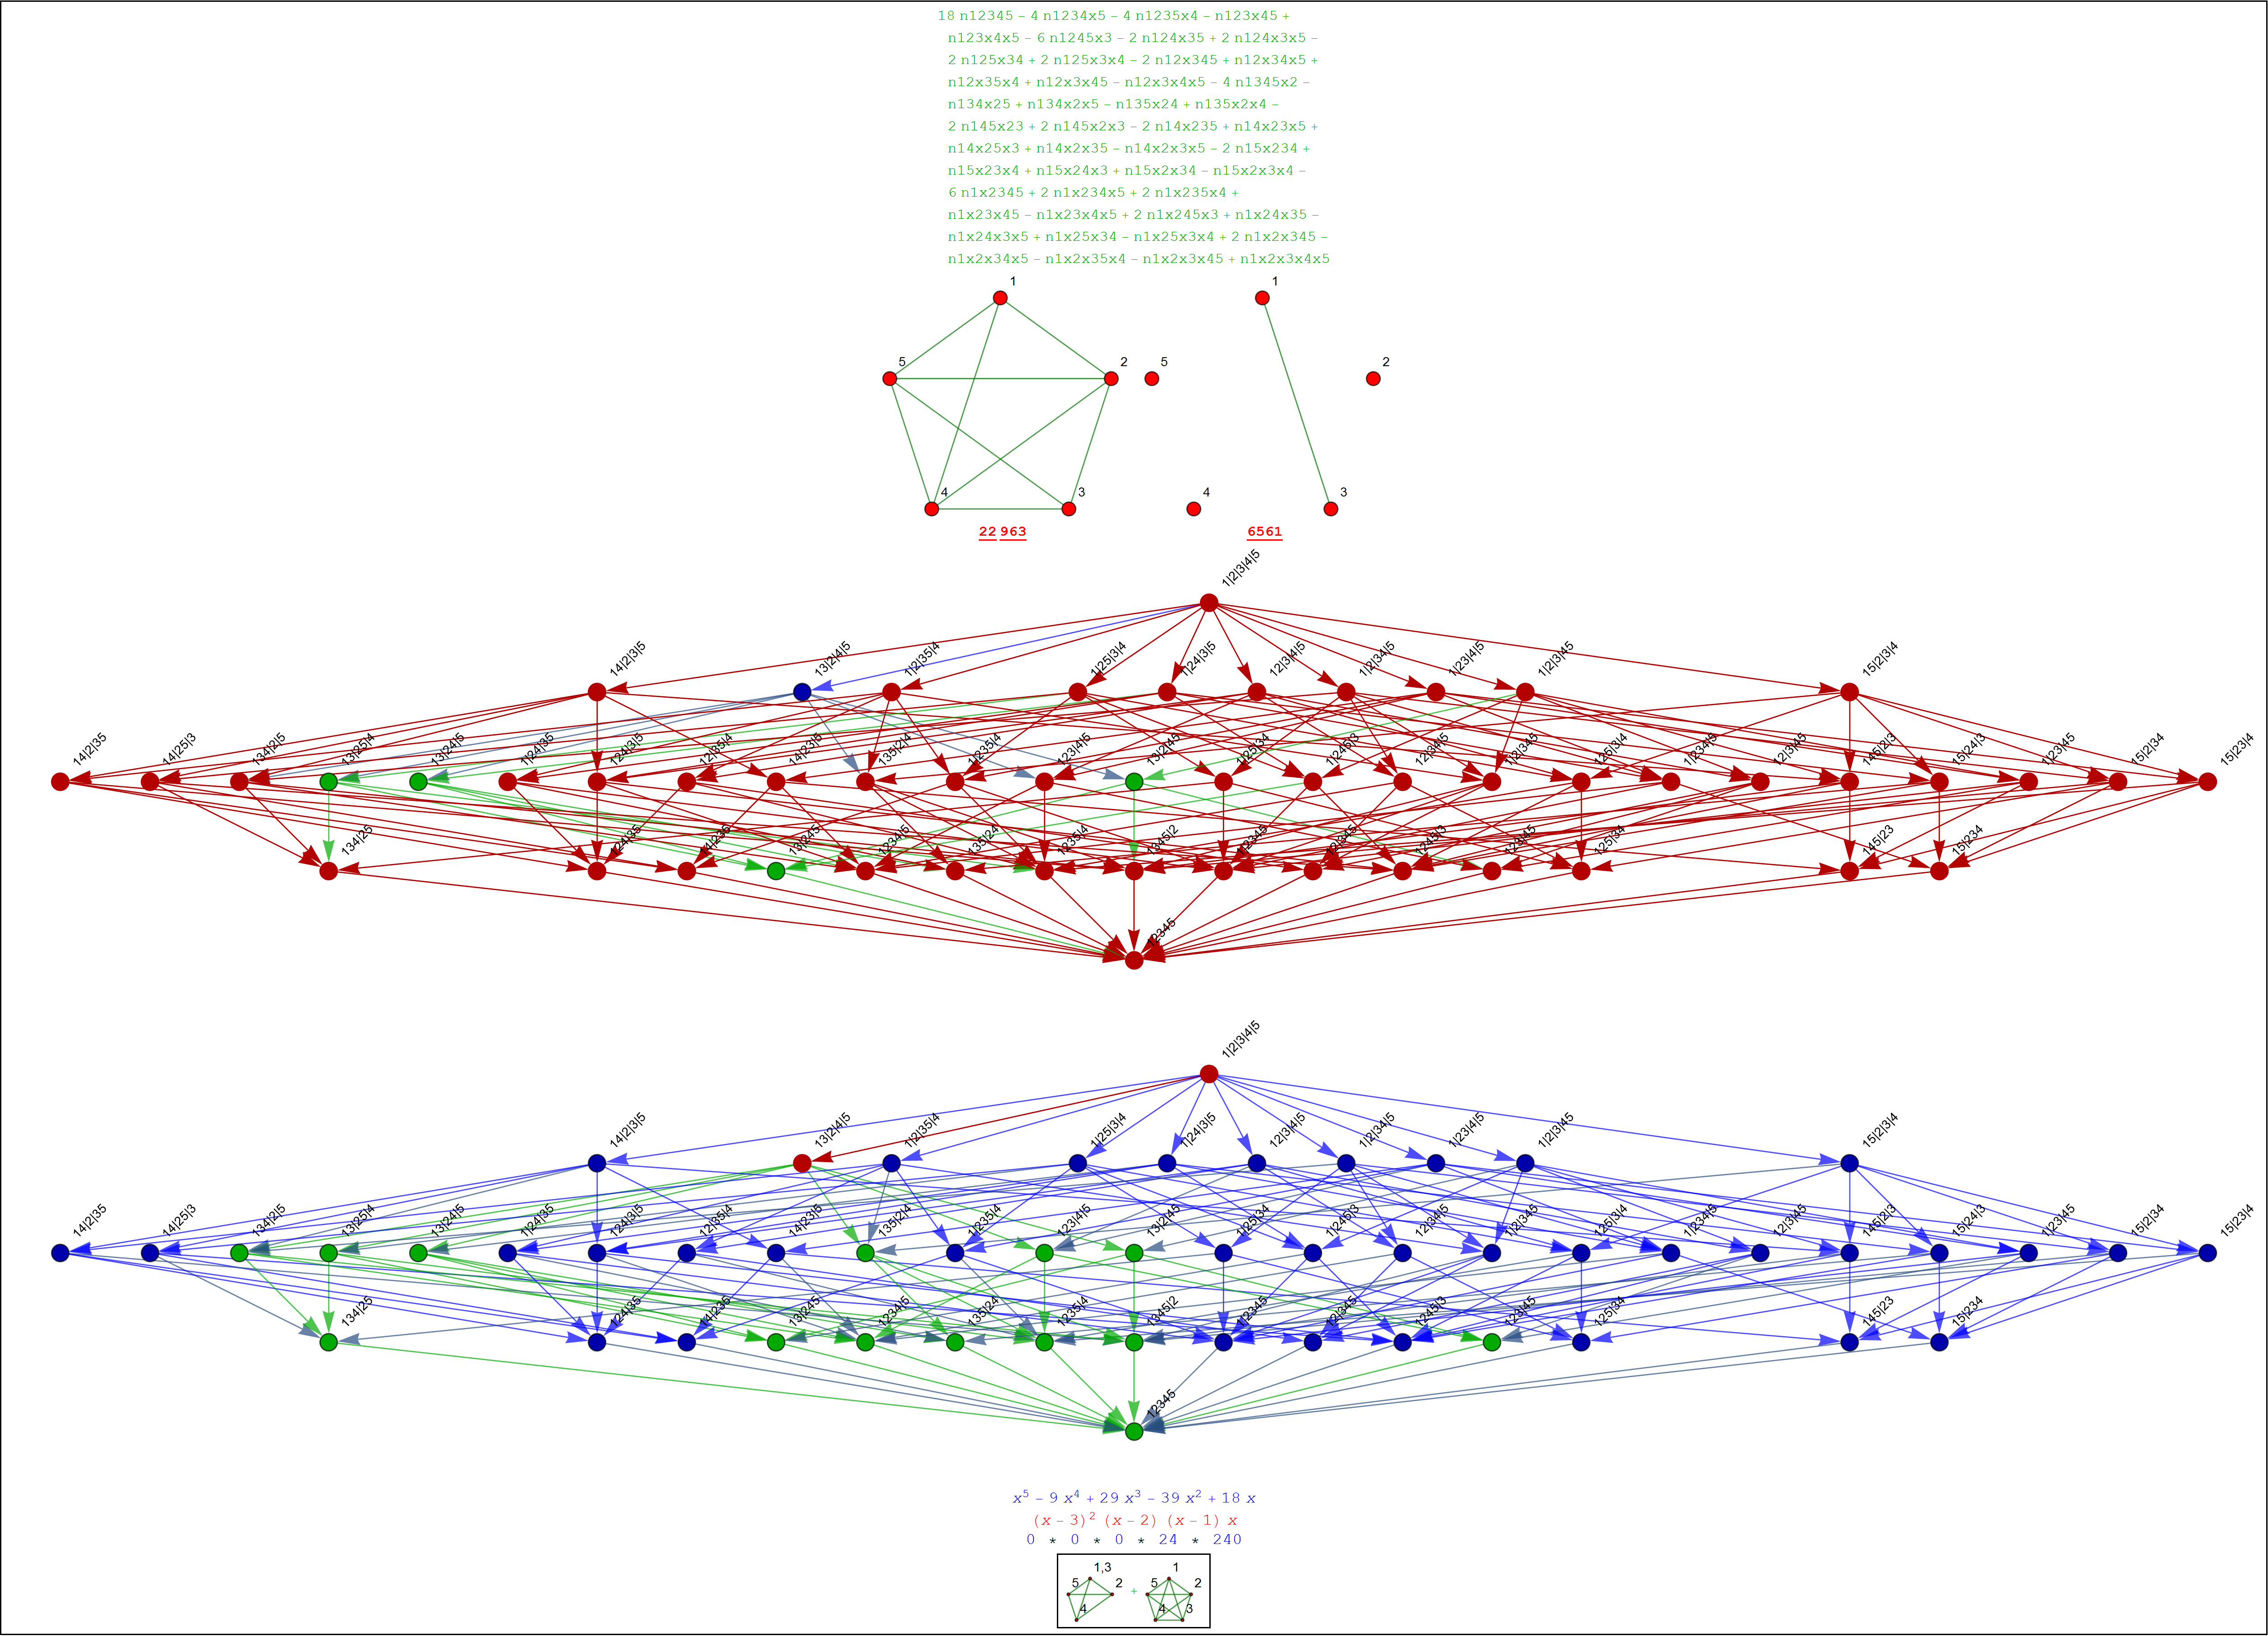 18 n12345 − 4 n1234x5 − 4 n1235x4 − n123x45 +
n123x4x5 − 6 n1245x3 − 2 n124x35 + 2 n124x3x5 −
2 n125x34 + 2 n125x3x4 − 2 n12x345 + n12x34x5 +
n12x35x4 + n12x3x45 − n12x3x4x5 − 4 n1345x2 −
n134x25 + n134x2x5 − n135x24 + n135x2x4 −
2 n145x23 + 2 n145x2x3 − 2 n14x235 + n14x23x5 +
n14x25x3 + n14x2x35 − n14x2x3x5 − 2 n15x234 +
n15x23x4 + n15x24x3 + n15x2x34 − n15x2x3x4 −
6 n1x2345 + 2 n1x234x5 + 2 n1x235x4 +
n1x23x45 − n1x23x4x5 + 2 n1x245x3 + n1x24x35 −
n1x24x3x5 + n1x25x34 − n1x25x3x4 + 2 n1x2x345 −
n1x2x34x5 − n1x2x35x4 − n1x2x3x45 + n1x2x3x4x5
1 1
5 2 5 2
4 3 4 3
22 963 6561
1|2|3|4|5
14|2|3|5 13|2|4|5 1|2|35|4 1|25|3|4 1|24|3|5 12|3|4|5 1|2|34|5 1|23|4|5 1|2|3|45 15|2|3|4
14|2|35 14|25|3 134|2|5 13|25|4 13|24|5 1|24|35 124|3|5 12|35|4 14|23|5 135|2|4 1|235|4 123|4|5 13|2|45 1|25|34 1|245|3 12|34|5 1|2|345 125|3|4 1|234|5 12|3|45 145|2|3 15|24|3 1|23|45 15|2|34 15|23|4
134|25 124|35 14|235 13|245 1234|5 135|24 1235|4 1345|2 1|2345 12|345 1245|3 123|45 125|34 145|23 15|234
12345
1|2|3|4|5
14|2|3|5 13|2|4|5 1|2|35|4 1|25|3|4 1|24|3|5 12|3|4|5 1|2|34|5 1|23|4|5 1|2|3|45 15|2|3|4
14|2|35 14|25|3 134|2|5 13|25|4 13|24|5 1|24|35 124|3|5 12|35|4 14|23|5 135|2|4 1|235|4 123|4|5 13|2|45 1|25|34 1|245|3 12|34|5 1|2|345 125|3|4 1|234|5 12|3|45 145|2|3 15|24|3 1|23|45 15|2|34 15|23|4
134|25 124|35 14|235 13|245 1234|5 135|24 1235|4 1345|2 1|2345 12|345 1245|3 123|45 125|34 145|23 15|234
12345
x⁵ − 9 x⁴ + 29 x³ − 39 x² + 18 x
(x − 3)² (x − 2) (x − 1) x
0 * 0 * 0 * 24 * 240
1,3 1
5 2 + 5 2
4 4 3